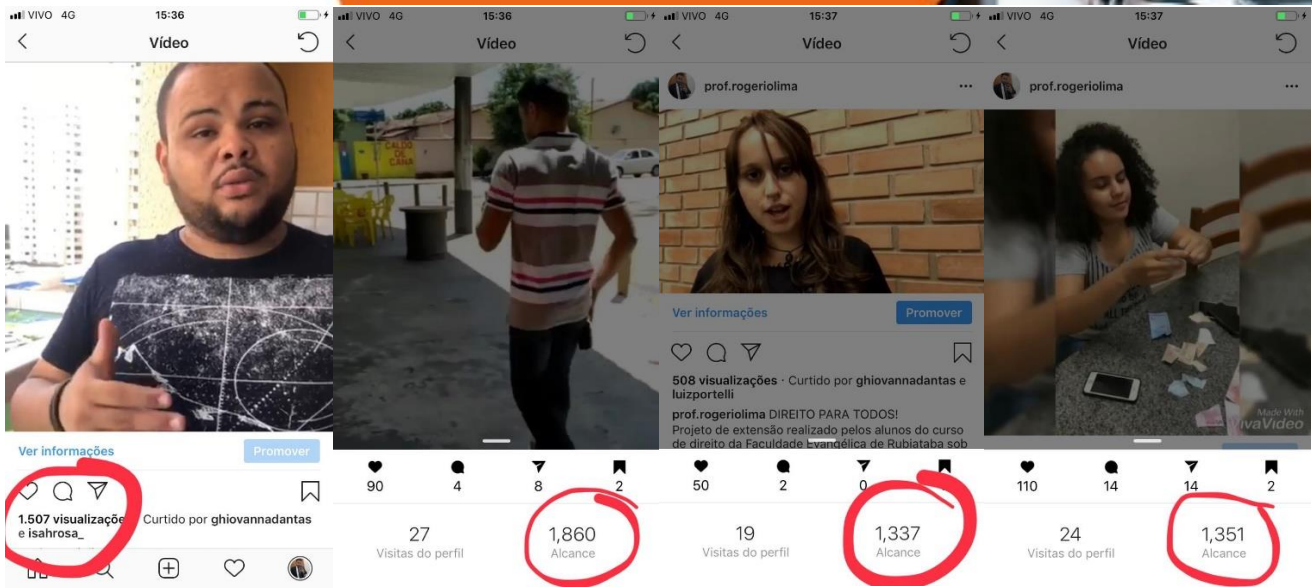 VIVO 4G 15:36
Vídeo
Ver informações Promover
1.507 visualizaçõe Curtido por ghiovannadantas
e isahrosa_
VIVO 4G 15:36
Vídeo
CALDO
DE
CANA
90 4 8 2
27 1,860
Visitas do perfil Alcance
VIVO 4G 15:37
Vídeo
prof.rogeriolima
Ver informações Promover
508 visualizações · Curtido por ghiovannadantas e
luizportelli
prof.rogeriolima DIREITO PARA TODOS!
Projeto de extensão realizado pelos alunos do curso
de direito da Faculdade Evangélica de Rubiataba sob
50 2 0
19 1,337
Visitas do perfil Alcance
VIVO 4G 15:37
Vídeo
prof.rogeriolima
Made With
VivaVideo
110 14 14 2
24 1,351
Visitas do perfil Alcance